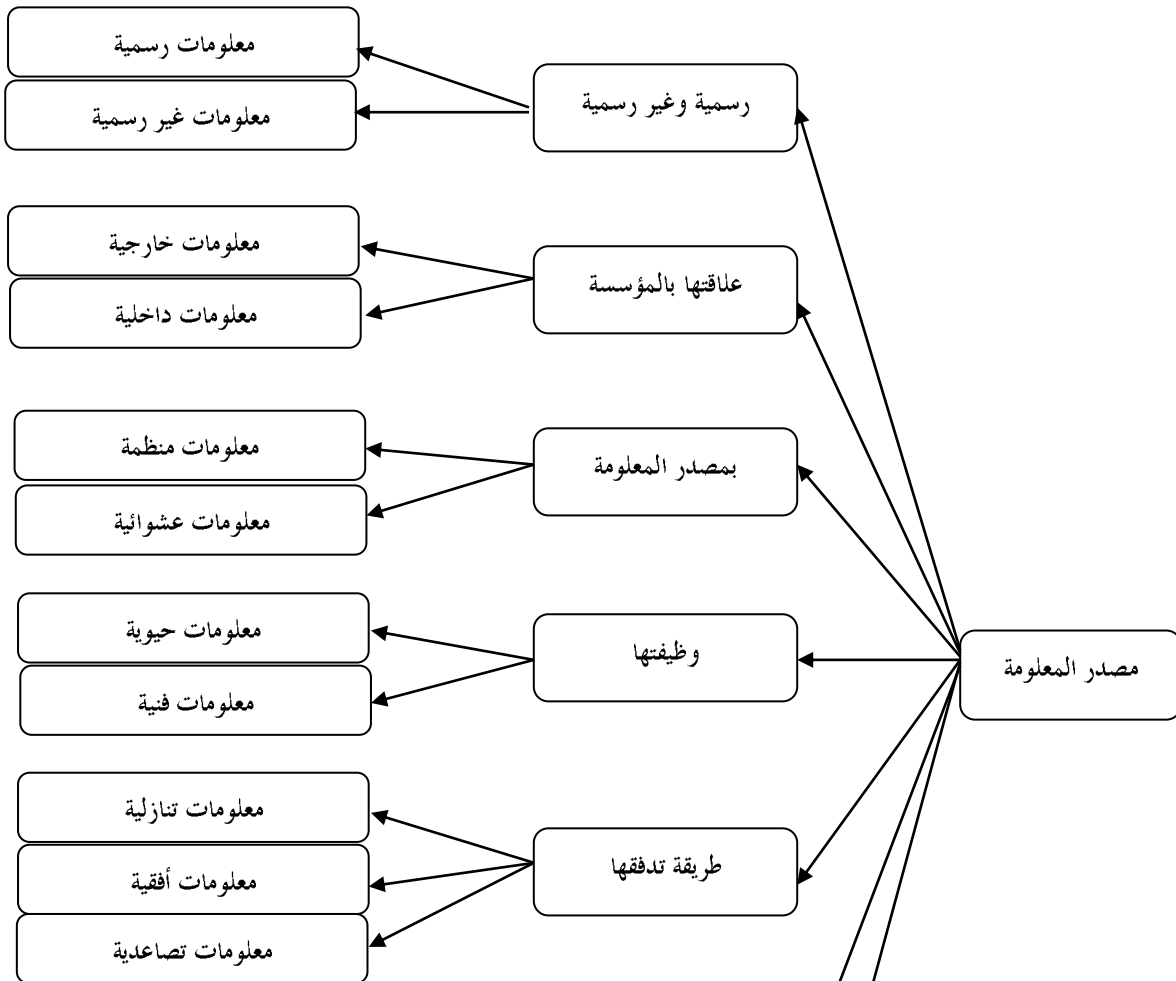 مصدر المعلومة
رسمية وغير رسمية
معلومات رسمية
معلومات غير رسمية
علاقتها بالمؤسسة
معلومات خارجية
معلومات داخلية
بمصدر المعلومة
معلومات منظمة
معلومات عشوائية
وظيفتها
معلومات حيوية
معلومات فنية
طريقة تدفقها
معلومات تنازلية
معلومات أفقية
معلومات تصاعدية